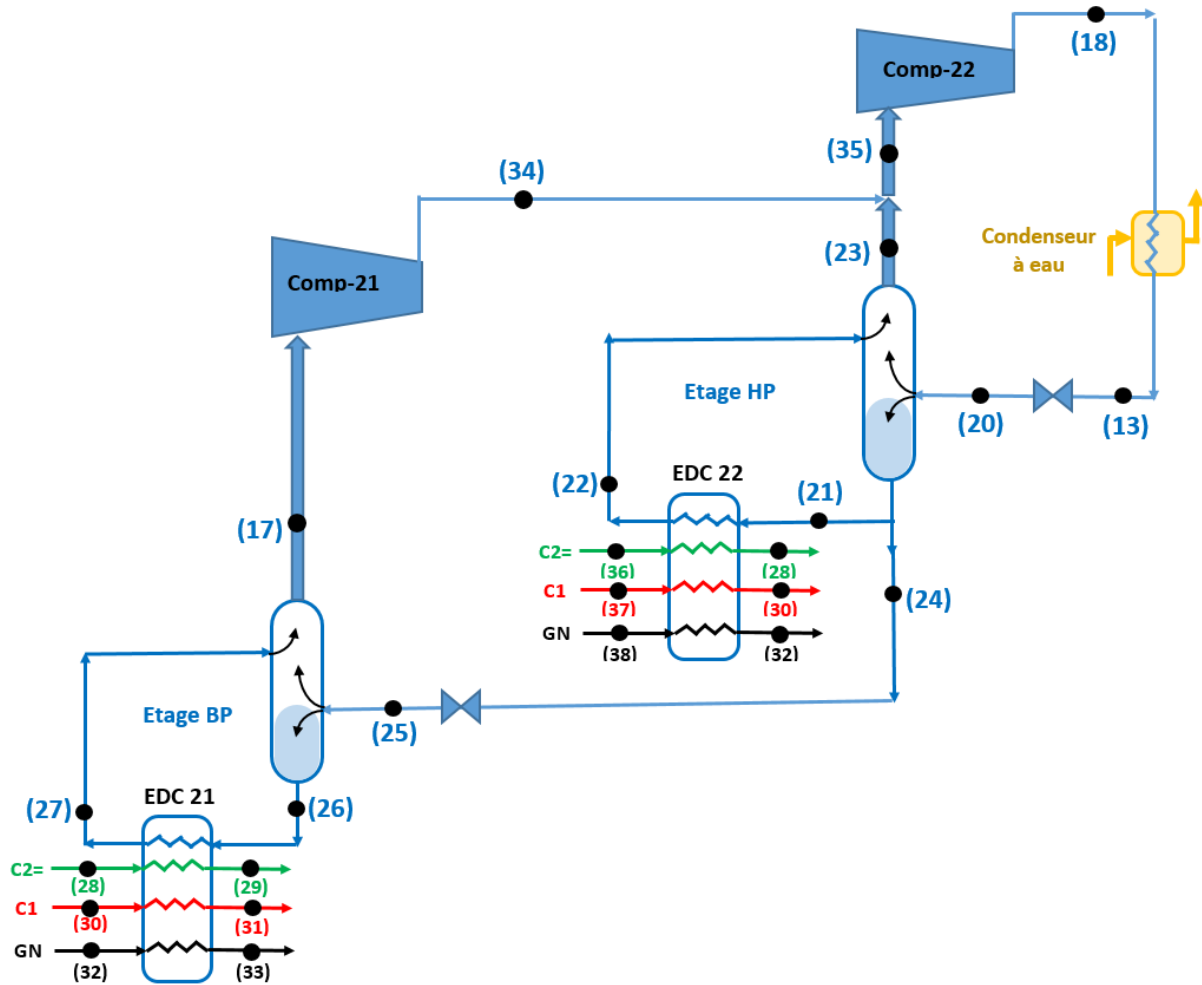 (18)
Comp-22
(35)
(34)
Condenseur
à eau
(23)
Comp-21
Etage HP
(20)
(13)
EDC 22
(22)
(21)
(17)
C2=
(36)
(28)
C1
(37)
(30)
(24)
GN
(38)
(32)
Etage BP
(25)
EDC 21
(27)
(26)
C2=
(28)
(29)
C1
(30)
(31)
GN
(32)
(33)